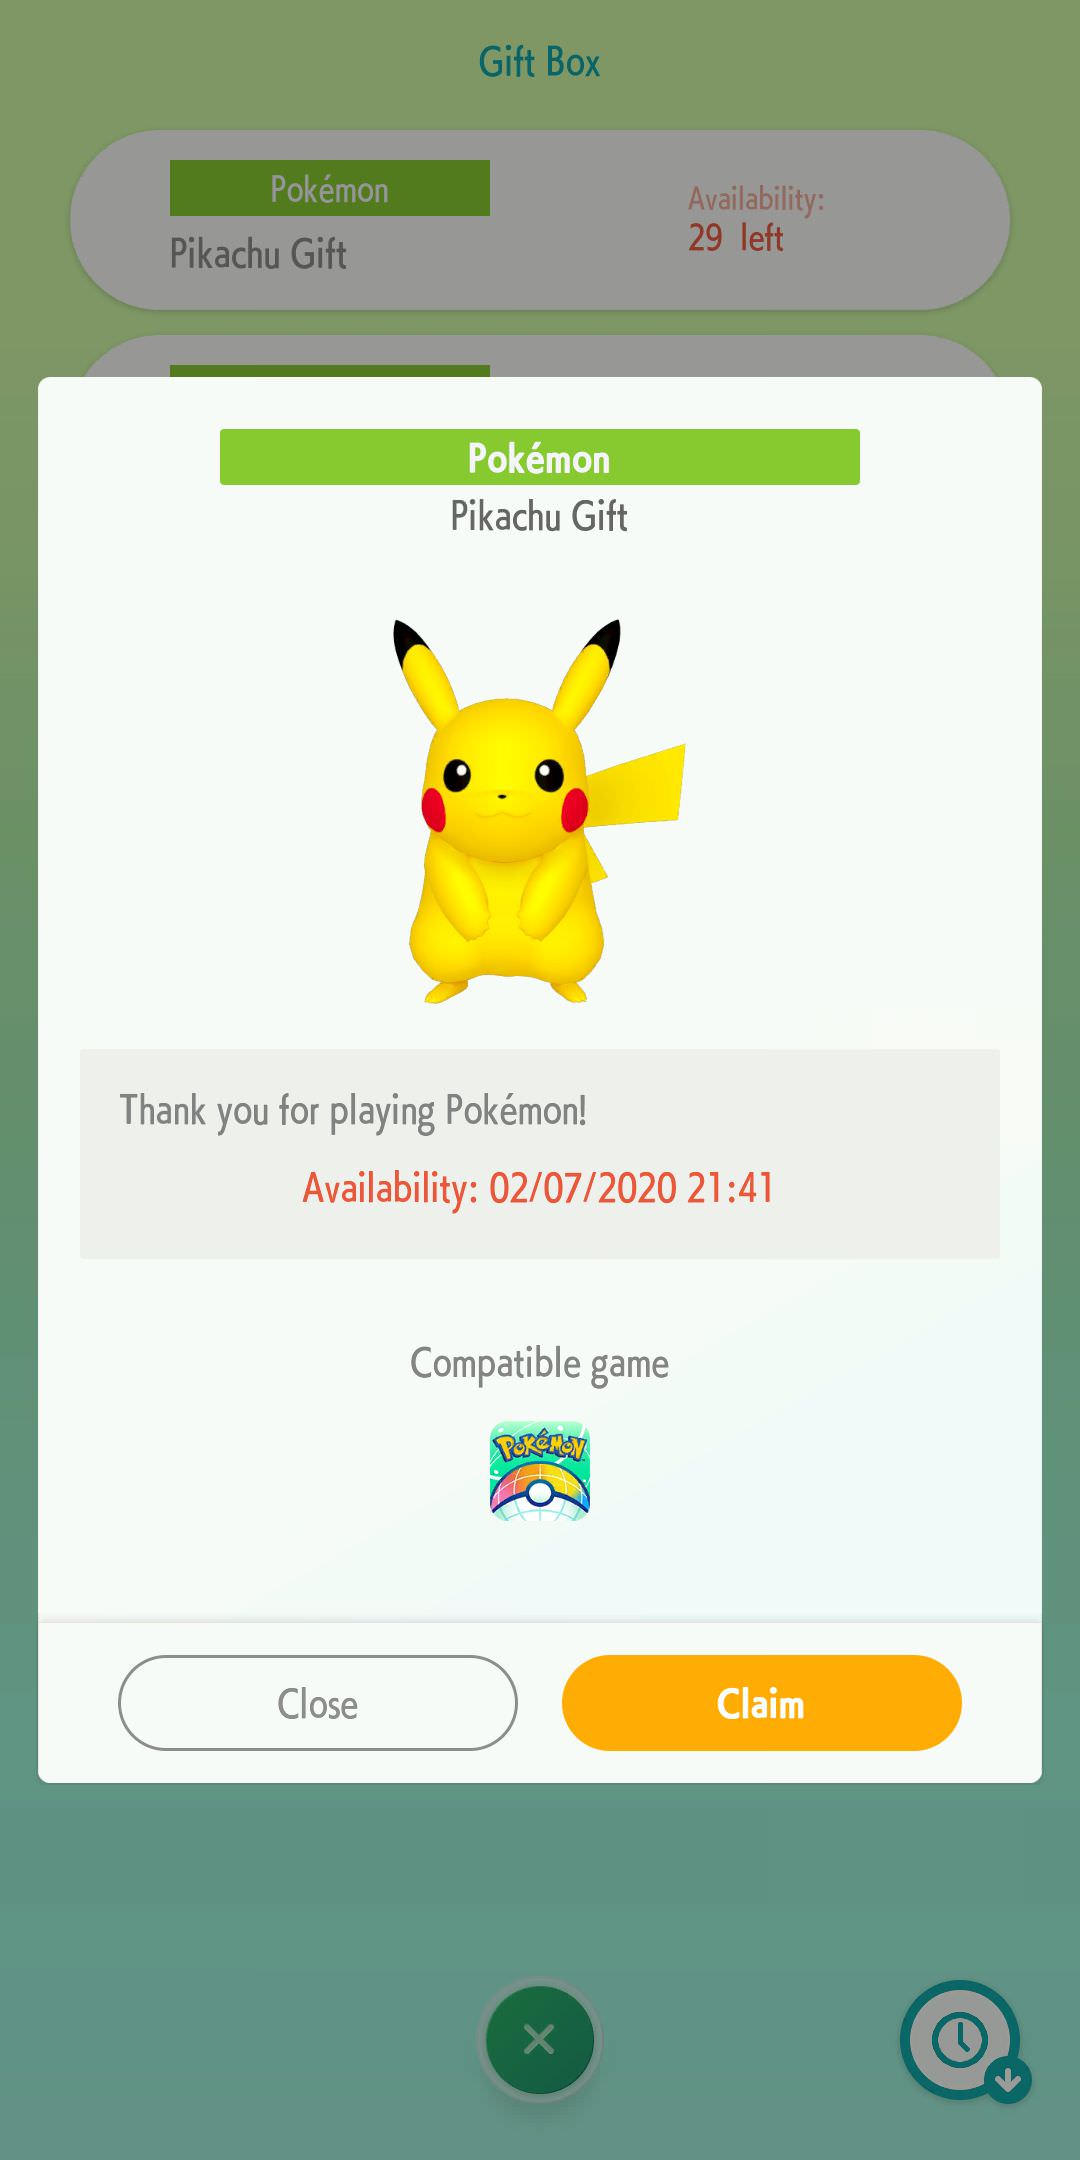 Gift Box
Pokémon
Pikachu Gift
Availability:
29 left
Pokémon
Pikachu Gift
Thank you for playing Pokémon!
Availability: 02/07/2020 21:41
Compatible game
POKéMON
Close
Claim